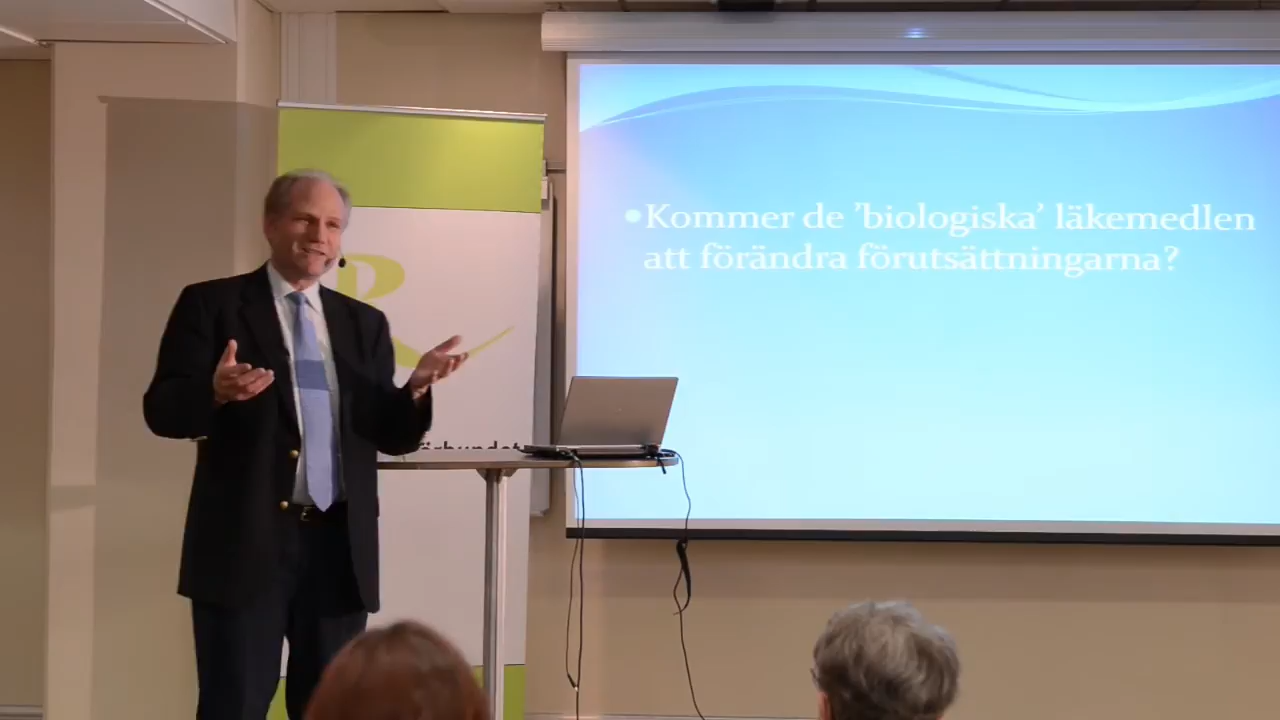 •Kommer de ’biologiska’ läkemedlen
att förändra förutsättningarna?
R